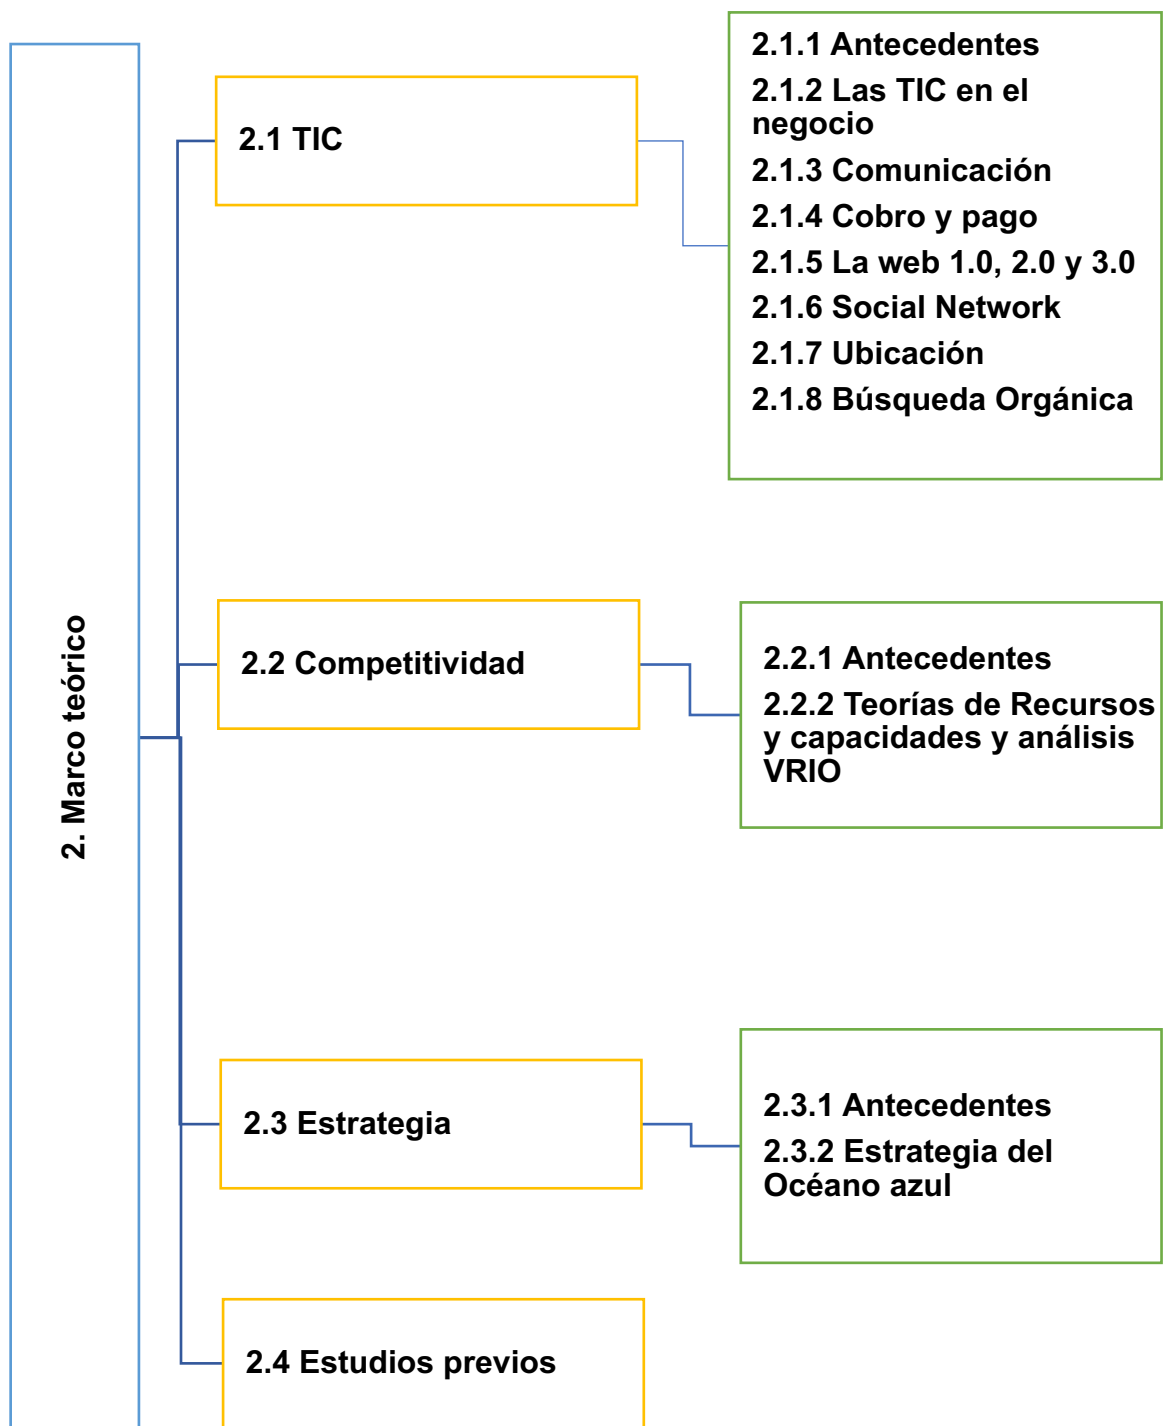 2. Marco teórico
2.1 TIC
2.1.1 Antecedentes
2.1.2 Las TIC en el
negocio
2.1.3 Comunicación
2.1.4 Cobro y pago
2.1.5 La web 1.0, 2.0 y 3.0
2.1.6 Social Network
2.1.7 Ubicación
2.1.8 Búsqueda Orgánica
2.2 Competitividad
2.2.1 Antecedentes
2.2.2 Teorías de Recursos
y capacidades y análisis
VRIO
2.3 Estrategia
2.3.1 Antecedentes
2.3.2 Estrategia del
Océano azul
2.4 Estudios previos